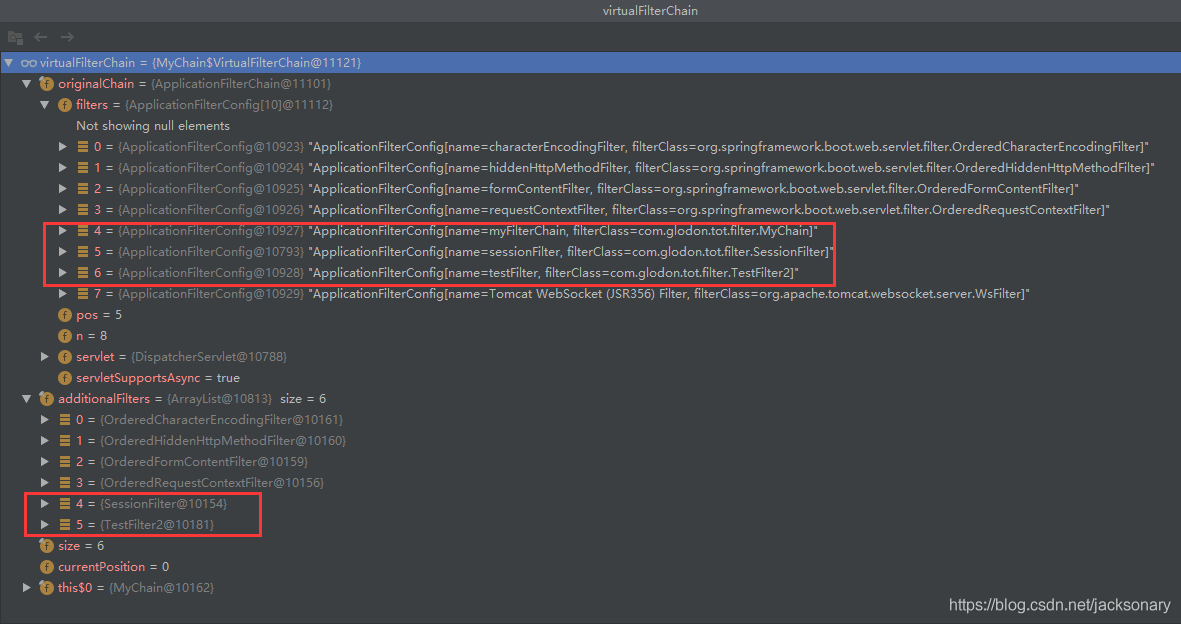 virtualFilterChain
virtualFilterChain = {MyChain$VirtualFilterChain@11121}
originalChain = {ApplicationFilterChain@11101}
filters = {ApplicationFilterConfig[10]@11112}
Not showing null elements
0 = {ApplicationFilterConfig@10923} "ApplicationFilterConfig[name=characterEncodingFilter, filterClass=org.springframework.boot.web.servlet.filter.OrderedCharacterEncodingFilter]"
1 = {ApplicationFilterConfig@10924} "ApplicationFilterConfig[name=hiddenHttpMethodFilter, filterClass=org.springframework.boot.web.servlet.filter.OrderedHiddenHttpMethodFilter]"
2 = {ApplicationFilterConfig@10925} "ApplicationFilterConfig[name=formContentFilter, filterClass=org.springframework.boot.web.servlet.filter.OrderedFormContentFilter]"
3 = {ApplicationFilterConfig@10926} "ApplicationFilterConfig[name=requestContextFilter, filterClass=org.springframework.boot.web.servlet.filter.OrderedRequestContextFilter]"
4 = {ApplicationFilterConfig@10927} "ApplicationFilterConfig[name=myFilterChain, filterClass=com.glodon.tot.filter.MyChain]"
5 = {ApplicationFilterConfig@10793} "ApplicationFilterConfig[name=sessionFilter, filterClass=com.glodon.tot.filter.SessionFilter]"
6 = {ApplicationFilterConfig@10928} "ApplicationFilterConfig[name=testFilter, filterClass=com.glodon.tot.filter.TestFilter2]"
7 = {ApplicationFilterConfig@10929} "ApplicationFilterConfig[name=Tomcat WebSocket (JSR356) Filter, filterClass=org.apache.tomcat.websocket.server.WsFilter]"
f pos = 5
f n = 8
f servlet = {DispatcherServlet@10788}
f servletSupportsAsync = true
f additionalFilters = {ArrayList@10813} size = 6
0 = {OrderedCharacterEncodingFilter@10161}
1 = {OrderedHiddenHttpMethodFilter@10160}
2 = {OrderedFormContentFilter@10159}
3 = {OrderedRequestContextFilter@10156}
4 = {SessionFilter@10154}
5 = {TestFilter2@10181}
f size = 6
f currentPosition = 0
f this$0 = {MyChain@10162}
https://blog.csdn.net/jacksonary